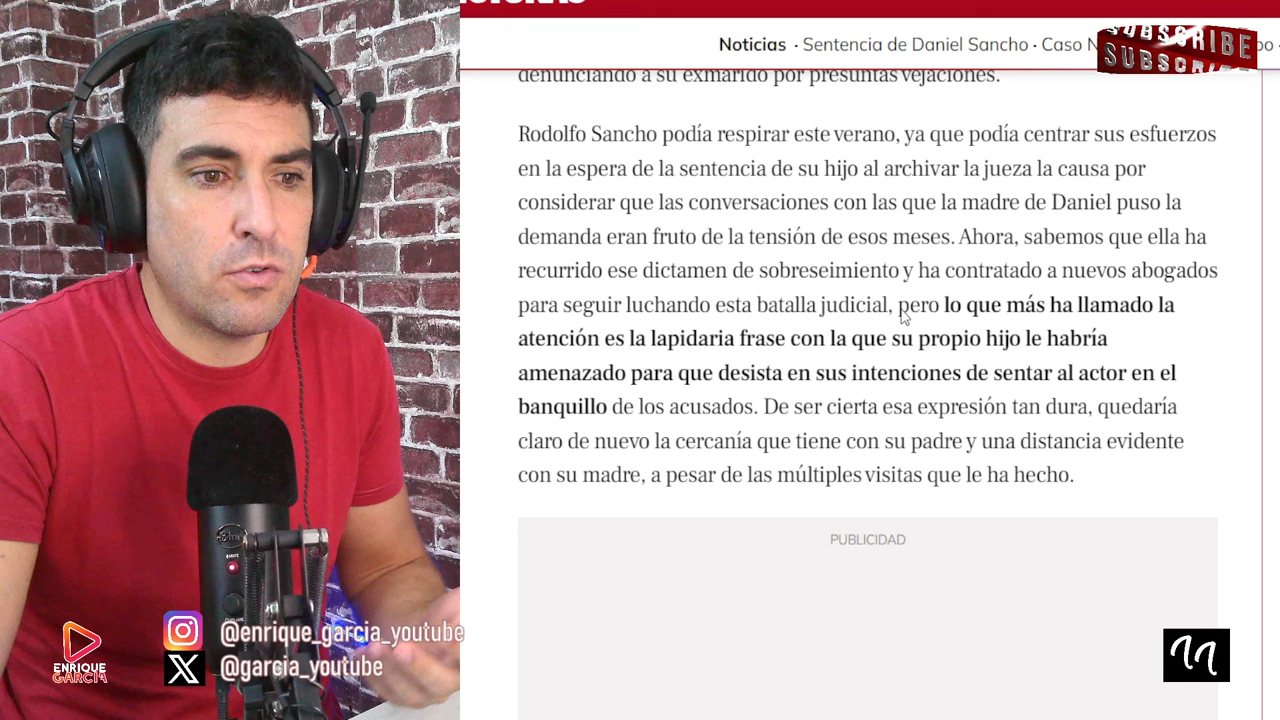 Noticias · Sentencia de Daniel Sancho · Caso
SUBSCRIBE
SUBSCRIBE
denunciando a su exmarido por presuntas vejaciones.
Rodolfo Sancho podía respirar este verano, ya que podía centrar sus esfuerzos
en la espera de la sentencia de su hijo al archivar la jueza la causa por
considerar que las conversaciones con las que la madre de Daniel puso la
demanda eran fruto de la tensión de esos meses. Ahora, sabemos que ella ha
recurrido ese dictamen de sobreseimiento y ha contratado a nuevos abogados
para seguir luchando esta batalla judicial, pero lo que más ha llamado la
atención es la lapidaria frase con la que su propio hijo le habría
amenazado para que desista en sus intenciones de sentar al actor en el
banquillo de los acusados. De ser cierta esa expresión tan dura, quedaría
claro de nuevo la cercanía que tiene con su padre y una distancia evidente
con su madre, a pesar de las múltiples visitas que le ha hecho.
PUBLICIDAD
Blue
ENRIQUE
GARCIA
@enrique_garcia_youtube
@garcia_youtube